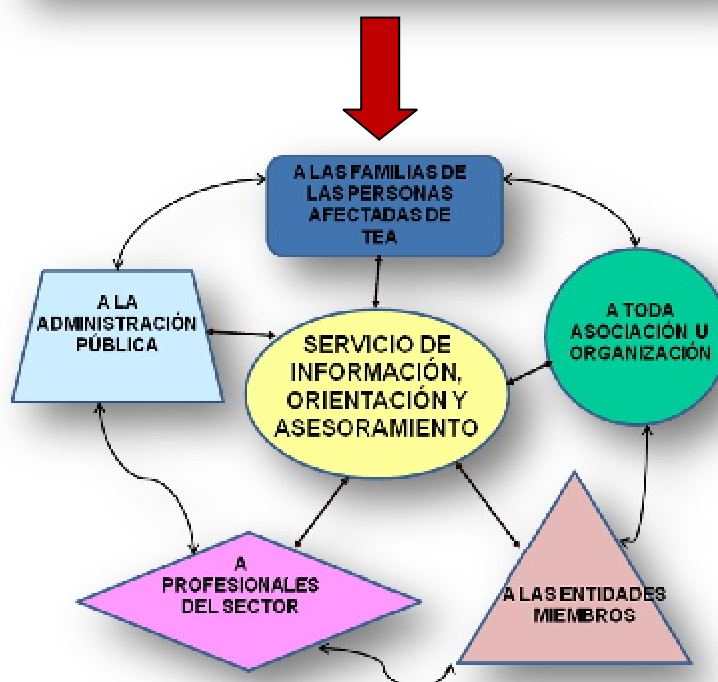 A LAS FAMILIAS DE
LAS PERSONAS
AFECTADAS DE
TEA
A LA
ADMINISTRACIÓN
PÚBLICA
A TODA
ASOCIACIÓN U
ORGANIZACIÓN
SERVICIO DE
INFORMACIÓN,
ORIENTACIÓN Y
ASESORAMIENTO
A
PROFESIONALES
DEL SECTOR
A LAS ENTIDADES
MIEMBROS